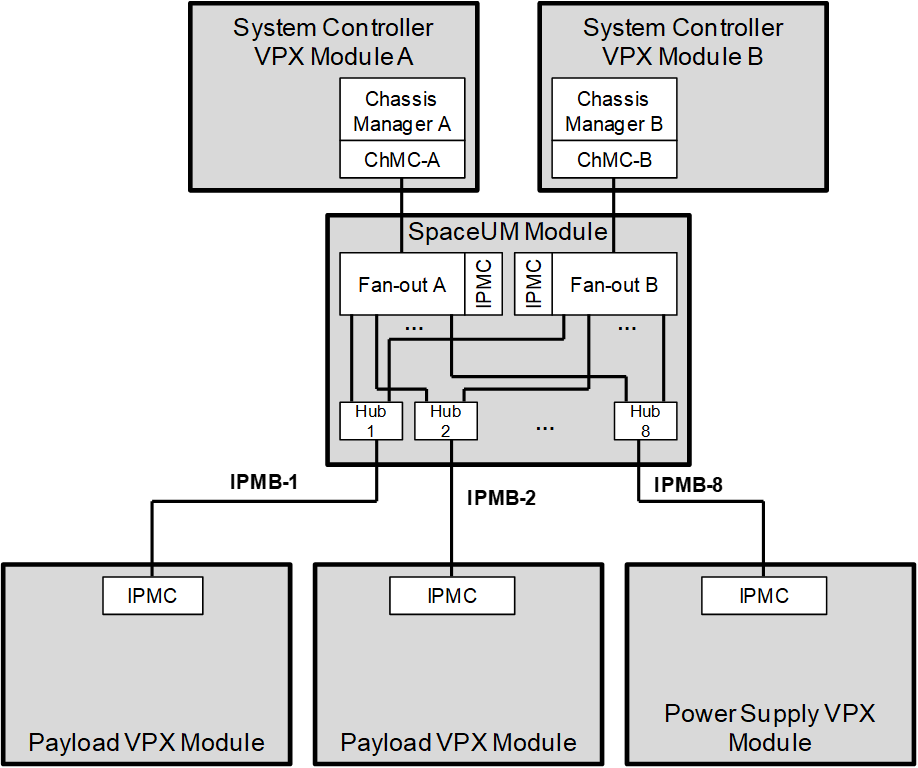 System Controller
VPX Module A
System Controller
VPX Module B
Chassis
Manager A
ChMC-A
Chassis
Manager B
ChMC-B
SpaceUM Module
Fan-out A
IPMC
IPMC
Fan-out B
...
...
Hub
1
Hub
2
...
Hub
8
IPMB-1
IPMB-2
IPMB-8
IPMC
IPMC
IPMC
Payload VPX Module
Payload VPX Module
Power Supply VPX
Module